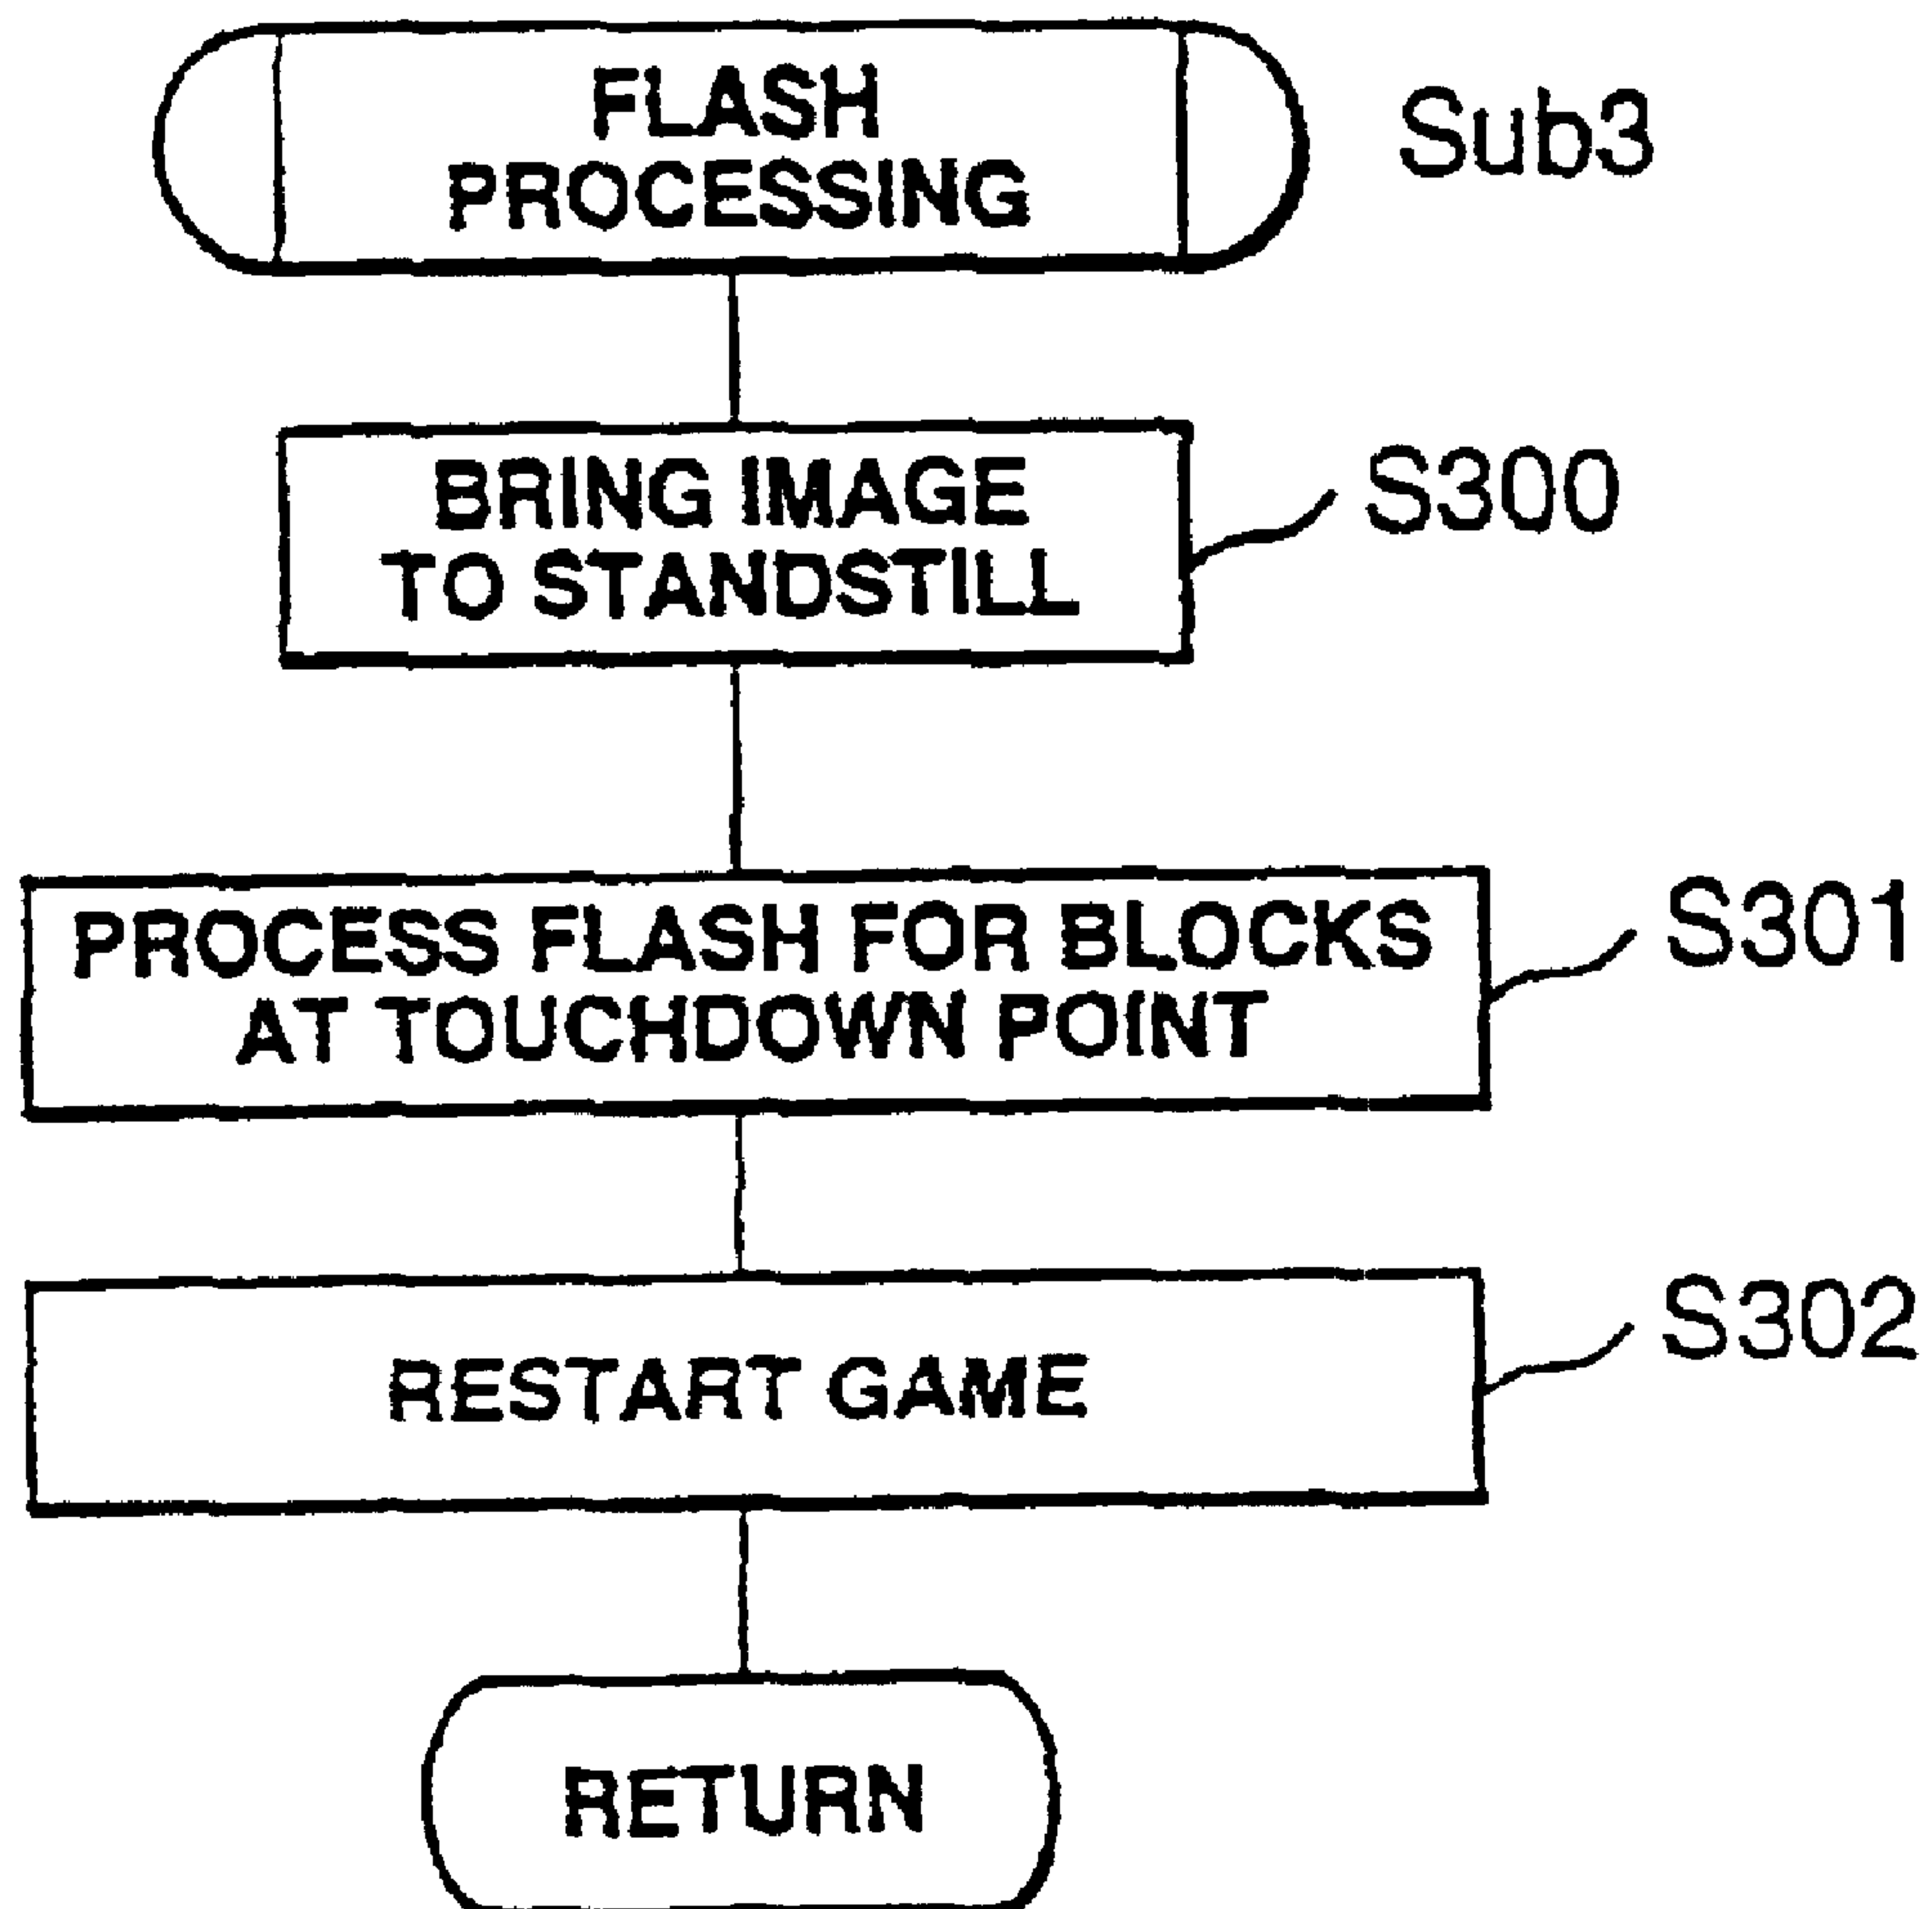 FLASH
PROCESSING
Sub3
BRING IMAGE
TO STANDSTILL
S300
PROCESS FLASH FOR BLOCKS
AT TOUCHDOWN POINT
S301
RESTART GAME
S302
RETURN